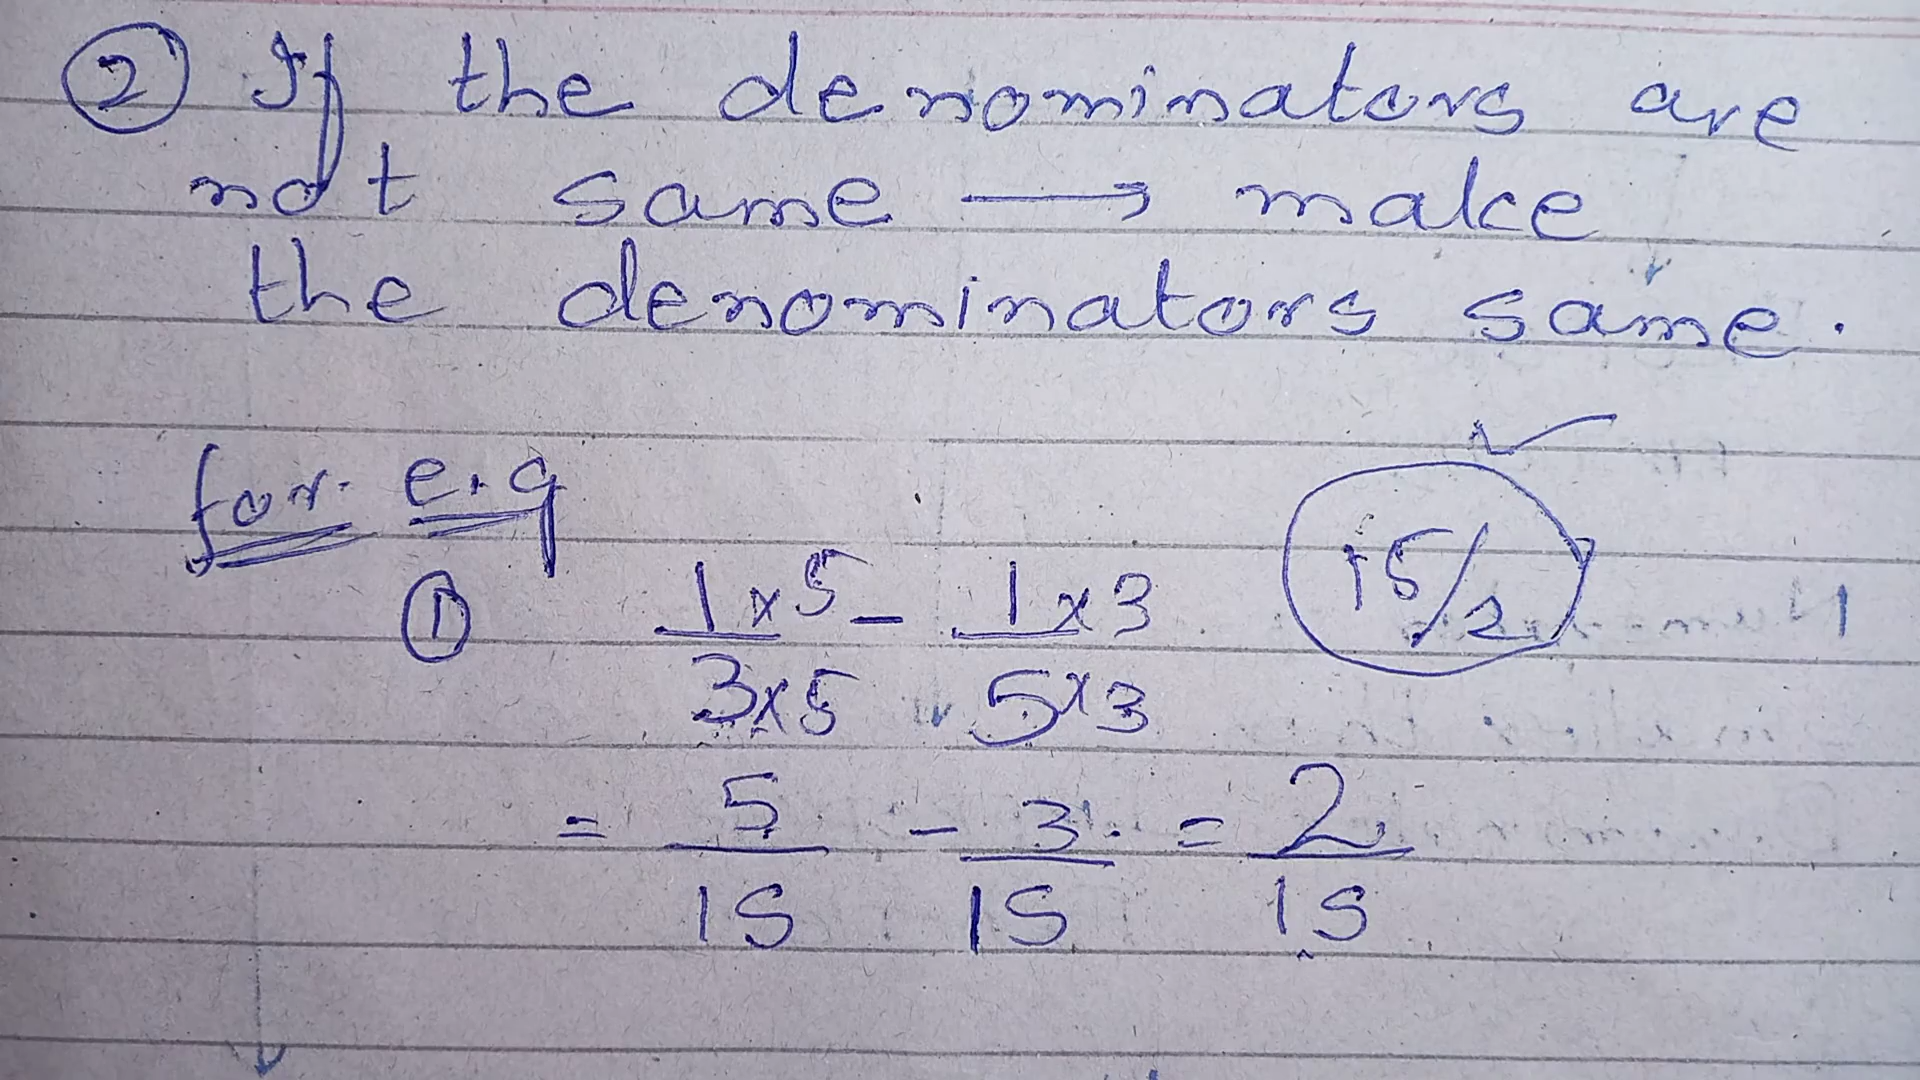 ② If the denominators are
not same → make
the denominators same.
for e.g
① 1×5/3×5 - 1×3/5×3
15/2 ✓
= 5/15 - 3/15 = 2/15